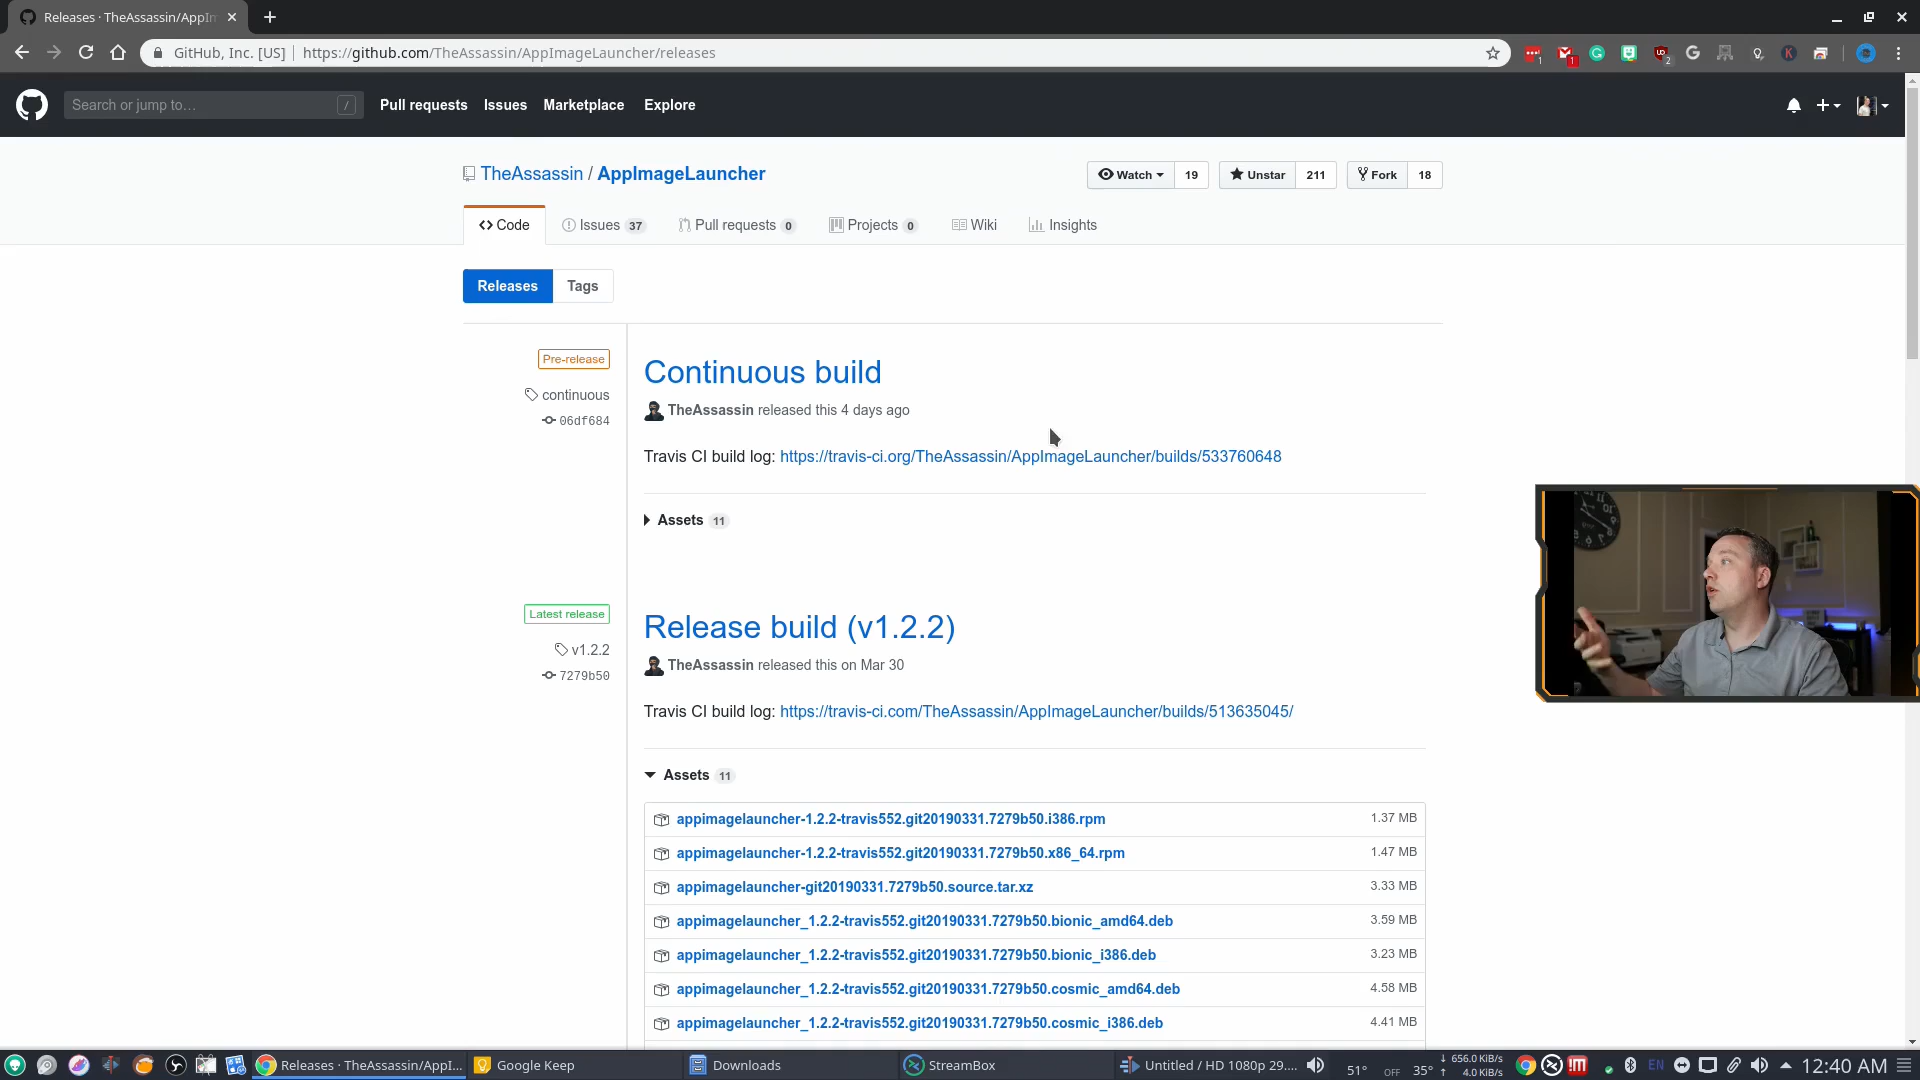 Releases · TheAssassin/AppIm
GitHub, Inc. [US] https://github.com/TheAssassin/AppImageLauncher/releases
1
1
2
Search or jump to… /
Pull requests Issues Marketplace Explore
TheAssassin / AppImageLauncher
Watch 19
Unstar 211
Fork 18
Code
Issues 37
Pull requests 0
Projects 0
Wiki
Insights
Releases Tags
Pre-release
continuous
06df684
Continuous build
TheAssassin released this 4 days ago
Travis CI build log: https://travis-ci.org/TheAssassin/AppImageLauncher/builds/533760648
Assets 11
Latest release
v1.2.2
7279b50
Release build (v1.2.2)
TheAssassin released this on Mar 30
Travis CI build log: https://travis-ci.com/TheAssassin/AppImageLauncher/builds/513635045/
Assets 11
appimagelauncher-1.2.2-travis552.git20190331.7279b50.i386.rpm 1.37 MB
appimagelauncher-1.2.2-travis552.git20190331.7279b50.x86_64.rpm 1.47 MB
appimagelauncher-git20190331.7279b50.source.tar.xz 3.33 MB
appimagelauncher_1.2.2-travis552.git20190331.7279b50.bionic_amd64.deb 3.59 MB
appimagelauncher_1.2.2-travis552.git20190331.7279b50.bionic_i386.deb 3.23 MB
appimagelauncher_1.2.2-travis552.git20190331.7279b50.cosmic_amd64.deb 4.58 MB
appimagelauncher_1.2.2-travis552.git20190331.7279b50.cosmic_i386.deb 4.41 MB
Releases · TheAssassin/AppI...
Google Keep
Downloads
StreamBox
Untitled / HD 1080p 29....
51° OFF 35°
↓ 656.0 KiB/s
↑ 4.0 KiB/s
EN
12:40 AM